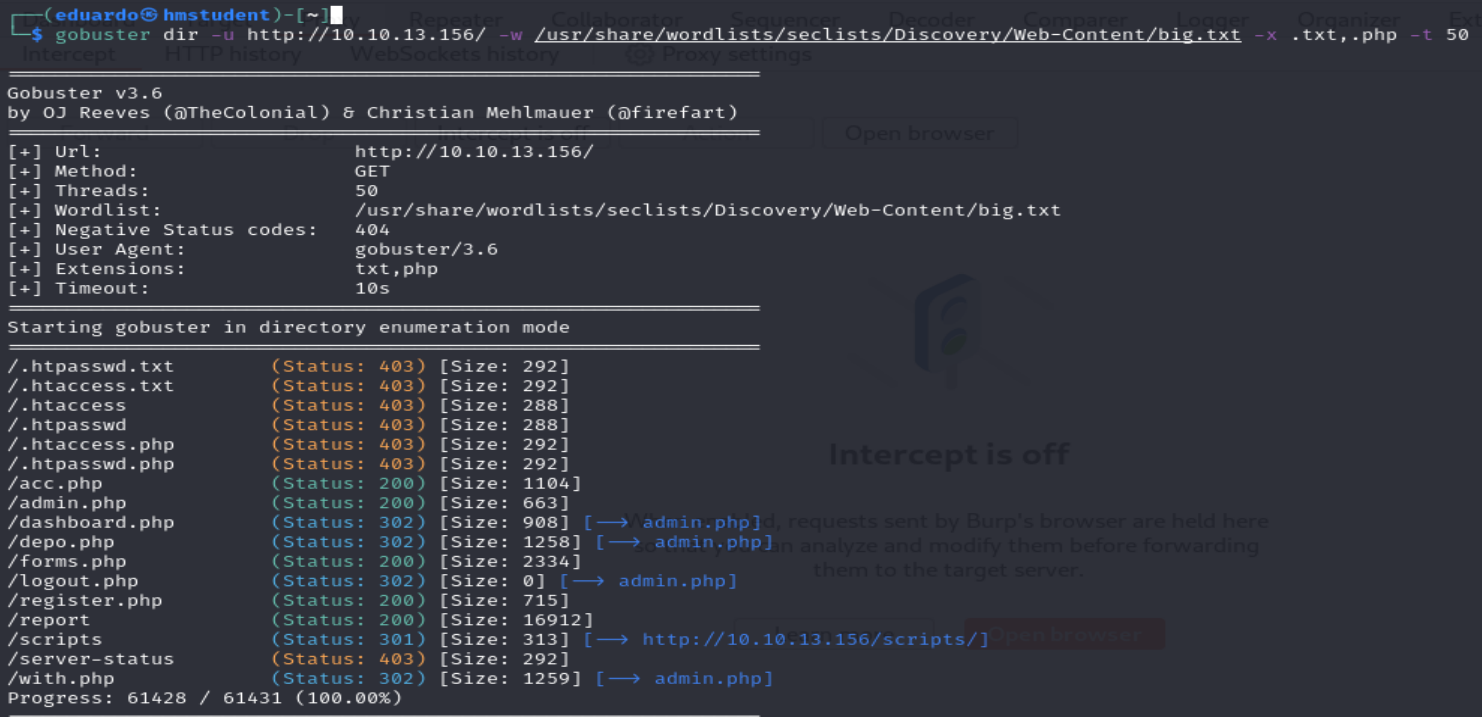 Proxy Repeater Collaborator Sequencer Decoder Comparer Logger Organizer Ext
┌──(eduardo㉿hmstudent)-[~]
└─$ gobuster dir -u http://10.10.13.156/ -w /usr/share/wordlists/seclists/Discovery/Web-Content/big.txt -x .txt,.php -t 50
Intercept HTTP history WebSockets history Proxy settings
===============================================================
Gobuster v3.6
by OJ Reeves (@TheColonial) & Christian Mehlmauer (@firefart)
===============================================================
Intercept is off Open browser
[+] Url: http://10.10.13.156/
[+] Method: GET
[+] Threads: 50
[+] Wordlist: /usr/share/wordlists/seclists/Discovery/Web-Content/big.txt
[+] Negative Status codes: 404
[+] User Agent: gobuster/3.6
[+] Extensions: txt,php
[+] Timeout: 10s
===============================================================
Starting gobuster in directory enumeration mode
===============================================================
/.htpasswd.txt (Status: 403) [Size: 292]
/.htaccess.txt (Status: 403) [Size: 292]
/.htaccess (Status: 403) [Size: 288]
/.htpasswd (Status: 403) [Size: 288]
/.htaccess.php (Status: 403) [Size: 292]
/.htpasswd.php (Status: 403) [Size: 292]
/acc.php (Status: 200) [Size: 1104]
/admin.php (Status: 200) [Size: 663]
/dashboard.php (Status: 302) [Size: 908] [--> admin.php]
/depo.php (Status: 302) [Size: 1258] [--> admin.php]
/forms.php (Status: 200) [Size: 2334]
/logout.php (Status: 302) [Size: 0] [--> admin.php]
/register.php (Status: 200) [Size: 715]
/report (Status: 200) [Size: 16912]
/scripts (Status: 301) [Size: 313] [--> http://10.10.13.156/scripts/]
/server-status (Status: 403) [Size: 292]
/with.php (Status: 302) [Size: 1259] [--> admin.php]
Progress: 61428 / 61431 (100.00%)
===============================================================
Intercept is off
requests sent by Burp's browser are held here
so that you can analyze and modify them before forwarding
them to the target server.
Open browser